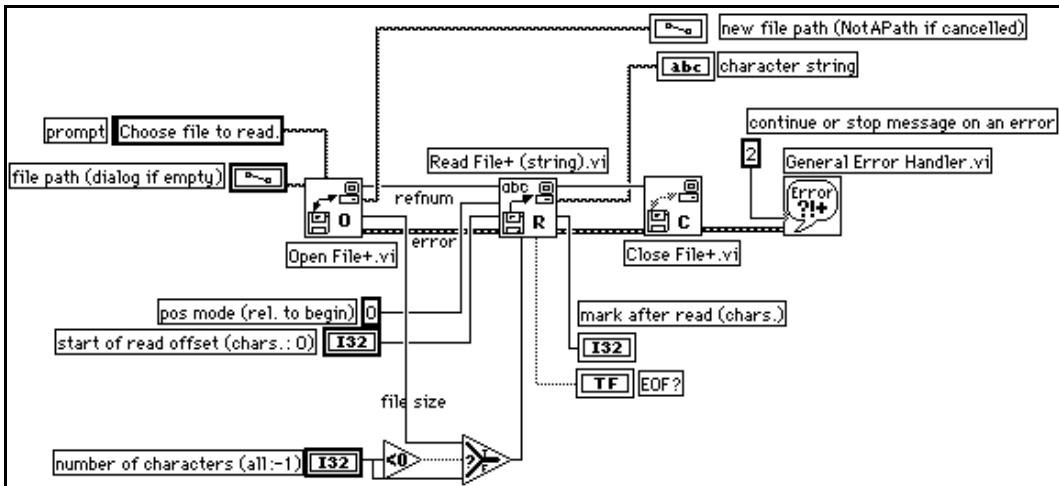 new file path (NotAPath if cancelled)
abc character string
prompt Choose file to read.
continue or stop message on an error
2
Read File+ (string).vi
General Error Handler.vi
file path (dialog if empty)
abc
Error
?!+
refnum
O
R
C
error
Open File+.vi
Close File+.vi
pos mode (rel. to begin) 0
mark after read (chars.)
start of read offset (chars.: 0) I32
I32
TF EOF?
file size
number of characters (all:-1) I32 <0 ? T
F